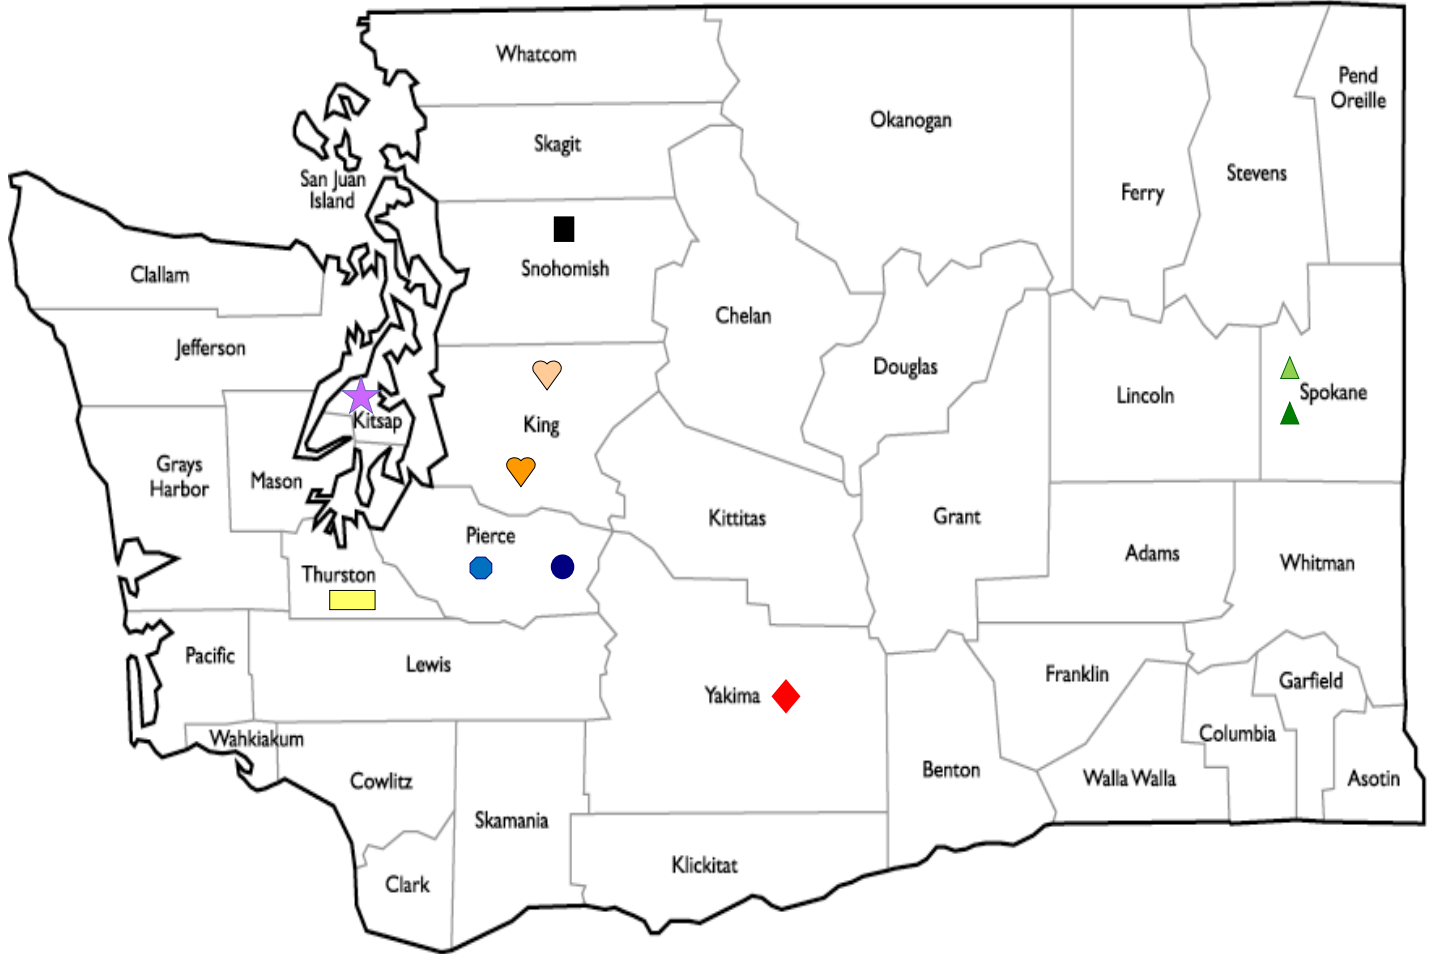 Whatcom
Okanogan
Pend
Oreille
Skagit
San Juan
Island
Ferry
Stevens
Clallam
Snohomish
Chelan
Jefferson
Douglas
Lincoln
Spokane
Kitsap
King
Grays
Harbor
Mason
Kittitas
Grant
Pierce
Adams
Whitman
Thurston
Pacific
Lewis
Yakima
Franklin
Garfield
Wahkiakum
Columbia
Cowlitz
Benton
Walla Walla
Asotin
Skamania
Klickitat
Clark